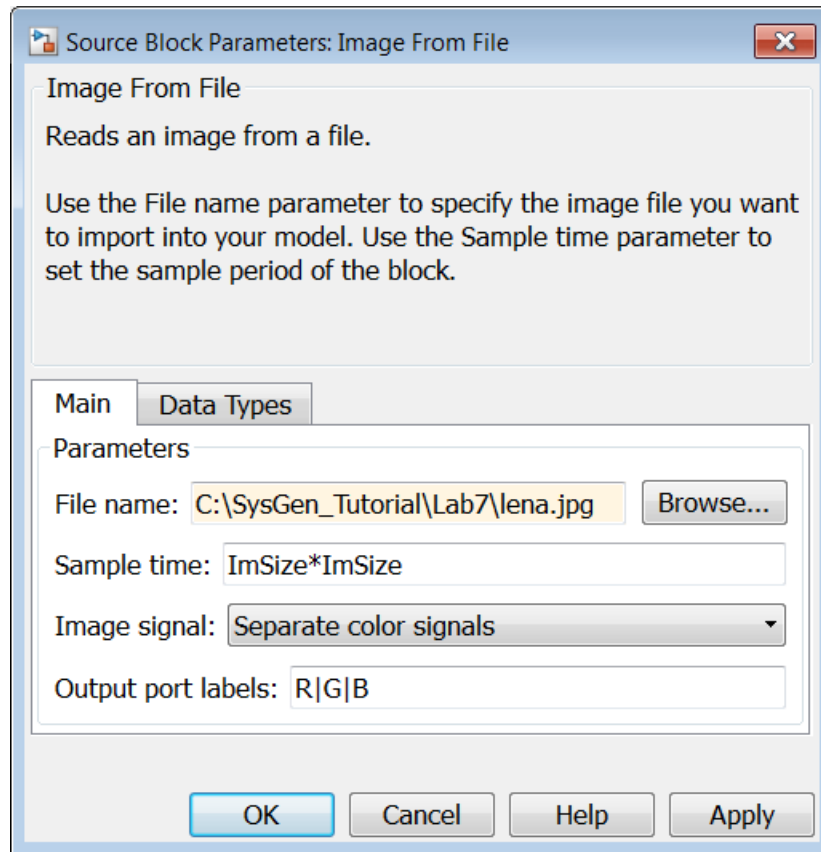 Source Block Parameters: Image From File
Image From File
Reads an image from a file.
Use the File name parameter to specify the image file you want
to import into your model. Use the Sample time parameter to
set the sample period of the block.
Main Data Types
Parameters
File name: C:\SysGen_Tutorial\Lab7\lena.jpg Browse...
Sample time: ImSize*ImSize
Image signal: Separate color signals
Output port labels: R|G|B
OK Cancel Help Apply